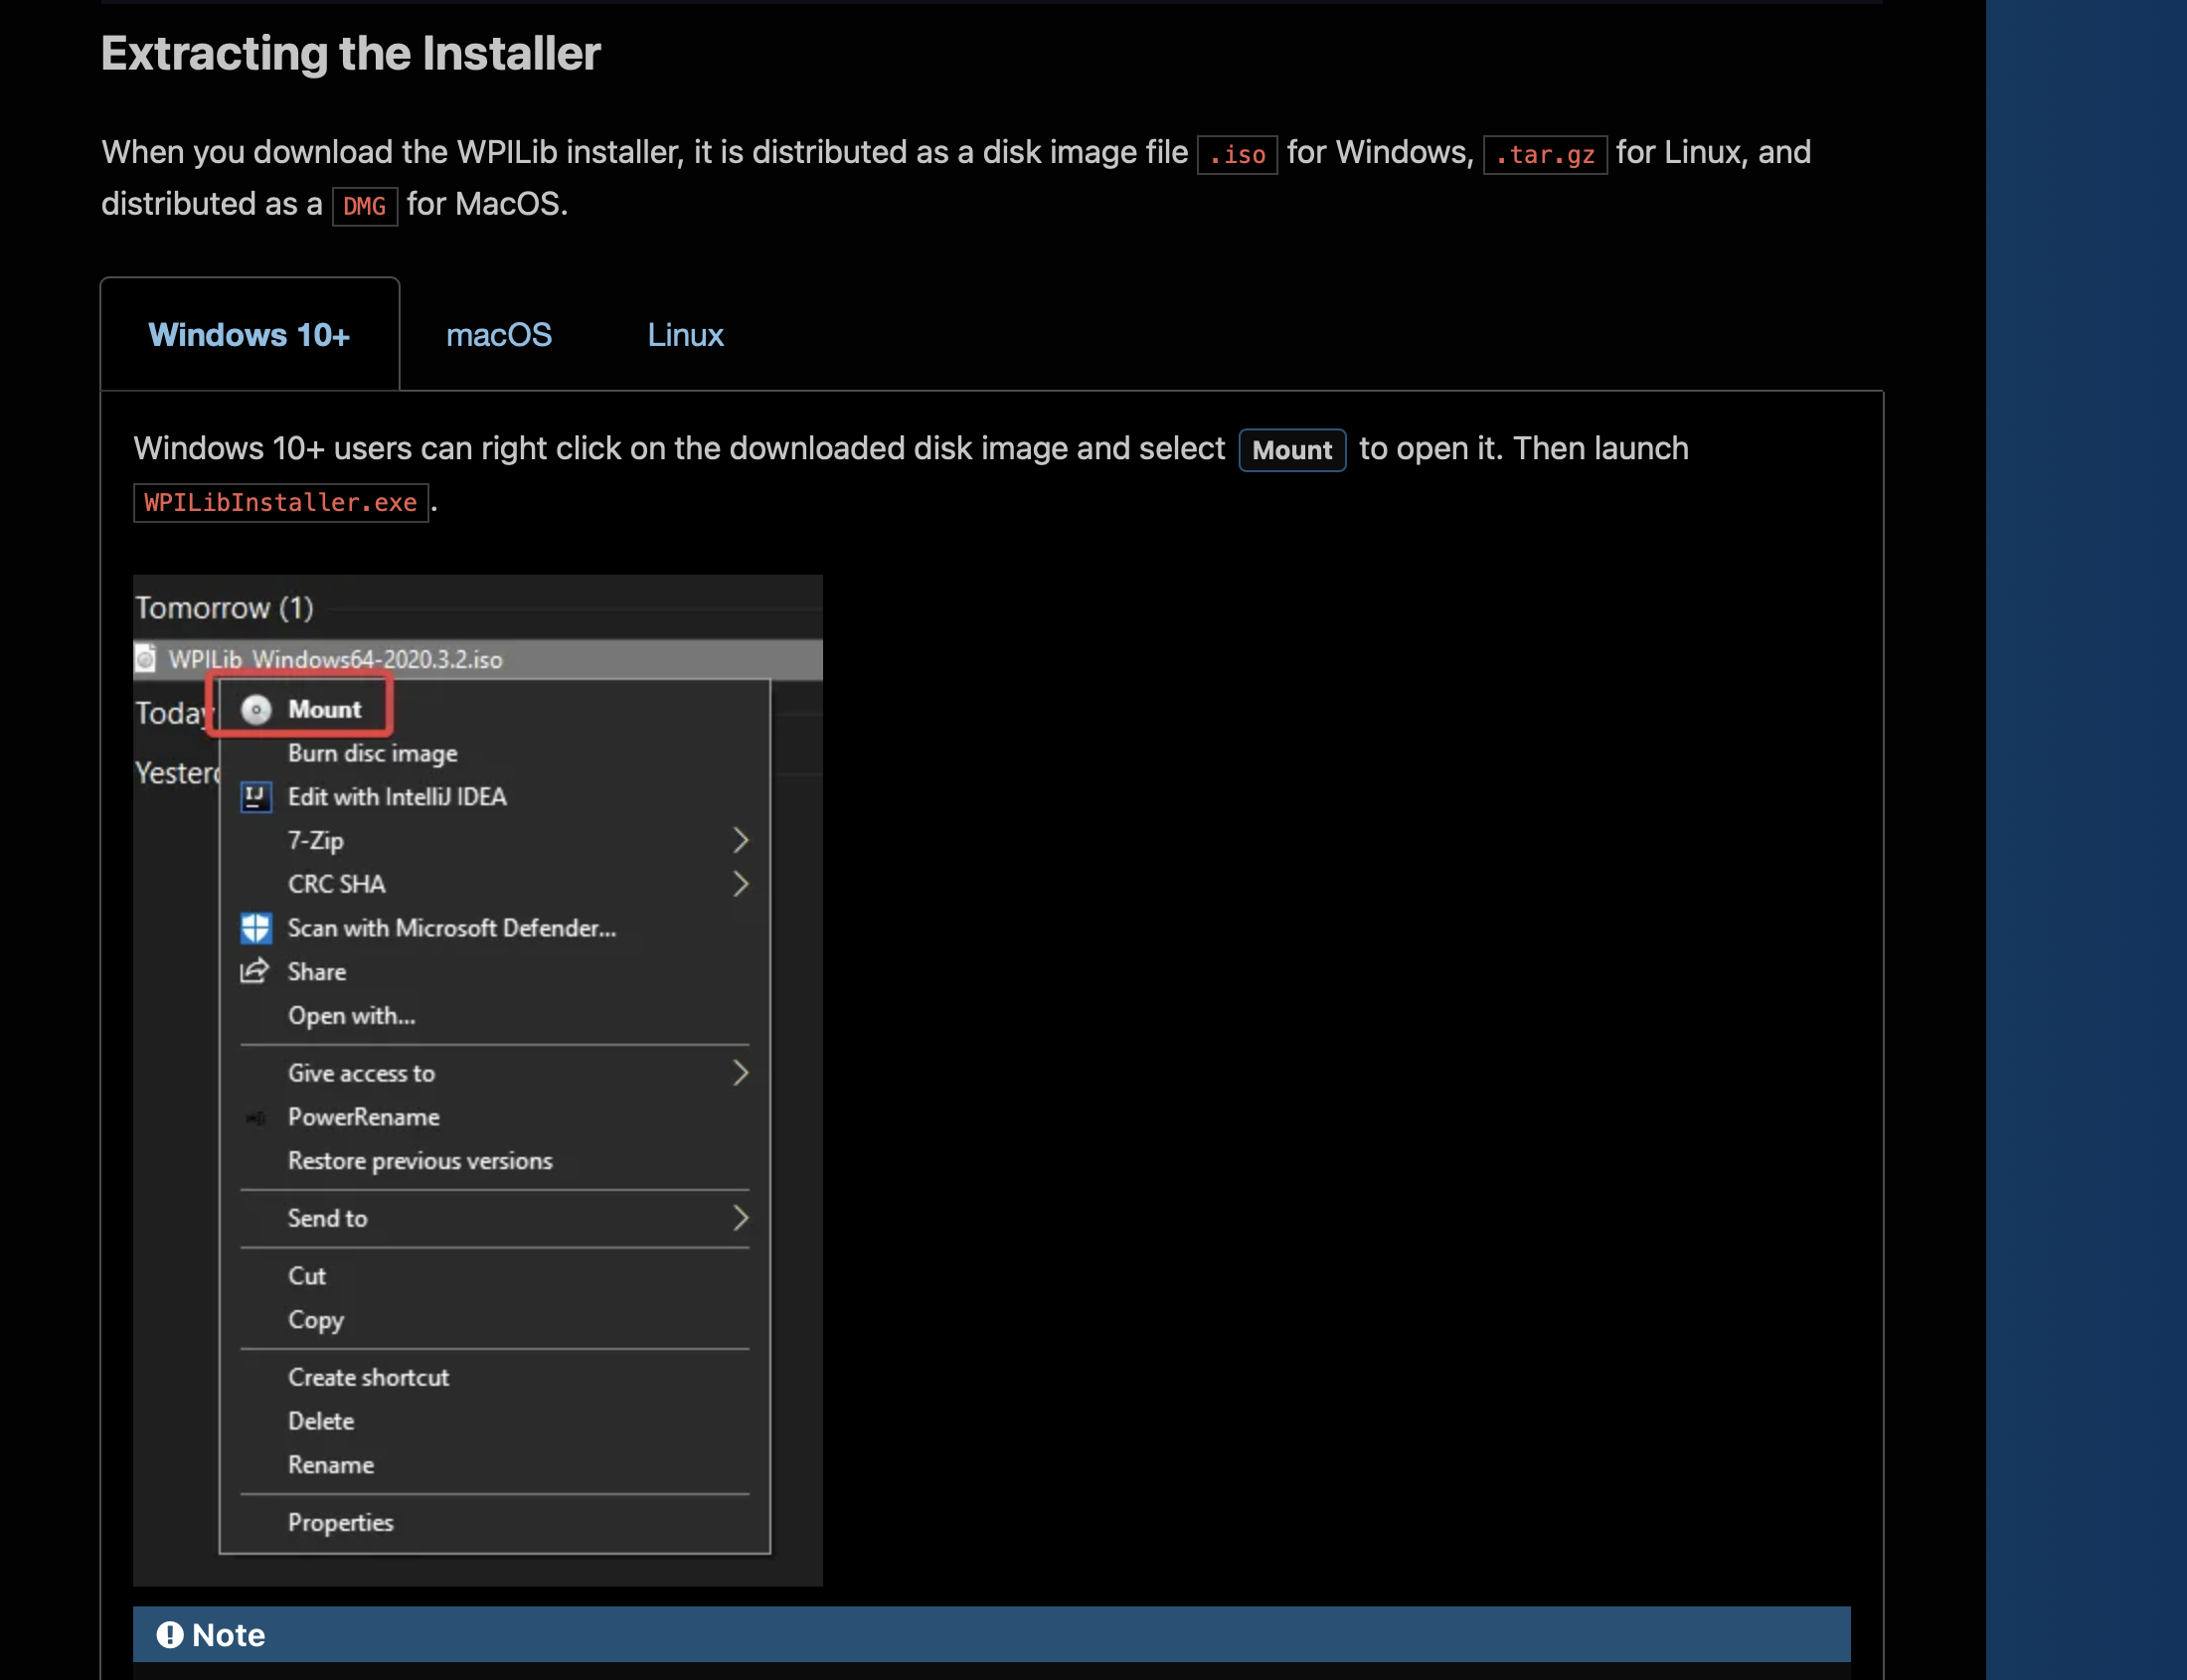 Extracting the Installer
When you download the WPILib installer, it is distributed as a disk image file .iso for Windows, .tar.gz for Linux, and
distributed as a DMG for MacOS.
Windows 10+ macOS Linux
Windows 10+ users can right click on the downloaded disk image and select Mount to open it. Then launch
WPILibInstaller.exe.
Tomorrow (1)
WPILib_Windows64-2020.3.2.iso
Today
Mount
Burn disc image
Yesterd
Edit with IntelliJ IDEA
7-Zip
CRC SHA
Scan with Microsoft Defender...
Share
Open with...
Give access to
PowerRename
Restore previous versions
Send to
Cut
Copy
Create shortcut
Delete
Rename
Properties
Note